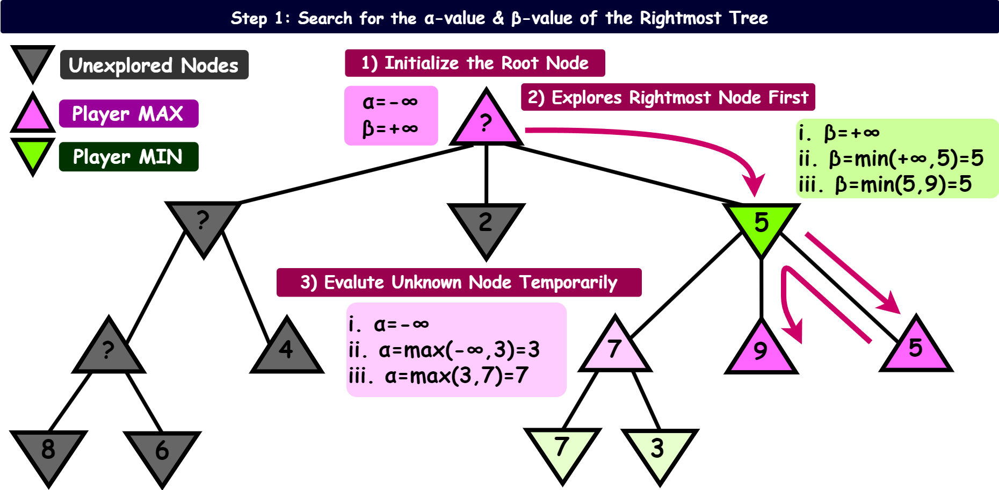 Step 1: Search for the α-value & β-value of the Rightmost Tree
Unexplored Nodes
Player MAX
Player MIN
1) Initialize the Root Node
α=-∞
β=+∞
?
2) Explores Rightmost Node First
i. β=+∞
ii. β=min(+∞,5)=5
iii. β=min(5,9)=5
?
2
5
3) Evalute Unknown Node Temporarily
i. α=-∞
ii. α=max(-∞,3)=3
iii. α=max(3,7)=7
?
4
7
9
5
8
6
7
3